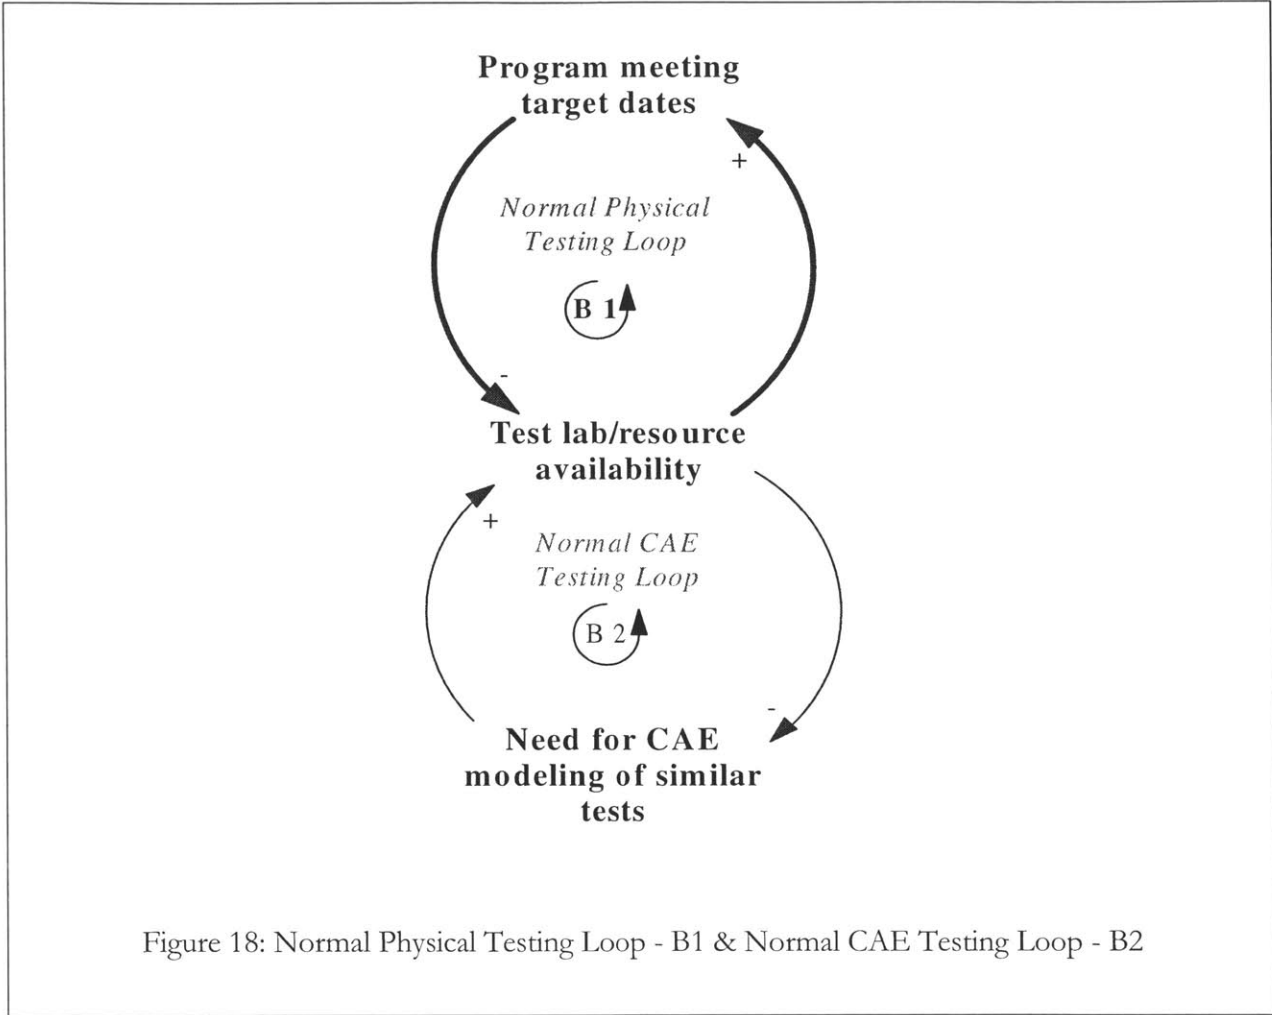 Program meeting
target dates
+
Normal Physical
Testing Loop
B 1
-
Test lab/resource
availability
+
Normal CAE
Testing Loop
B 2
-
Need for CAE
modeling of similar
tests
Figure 18: Normal Physical Testing Loop - B1 & Normal CAE Testing Loop - B2